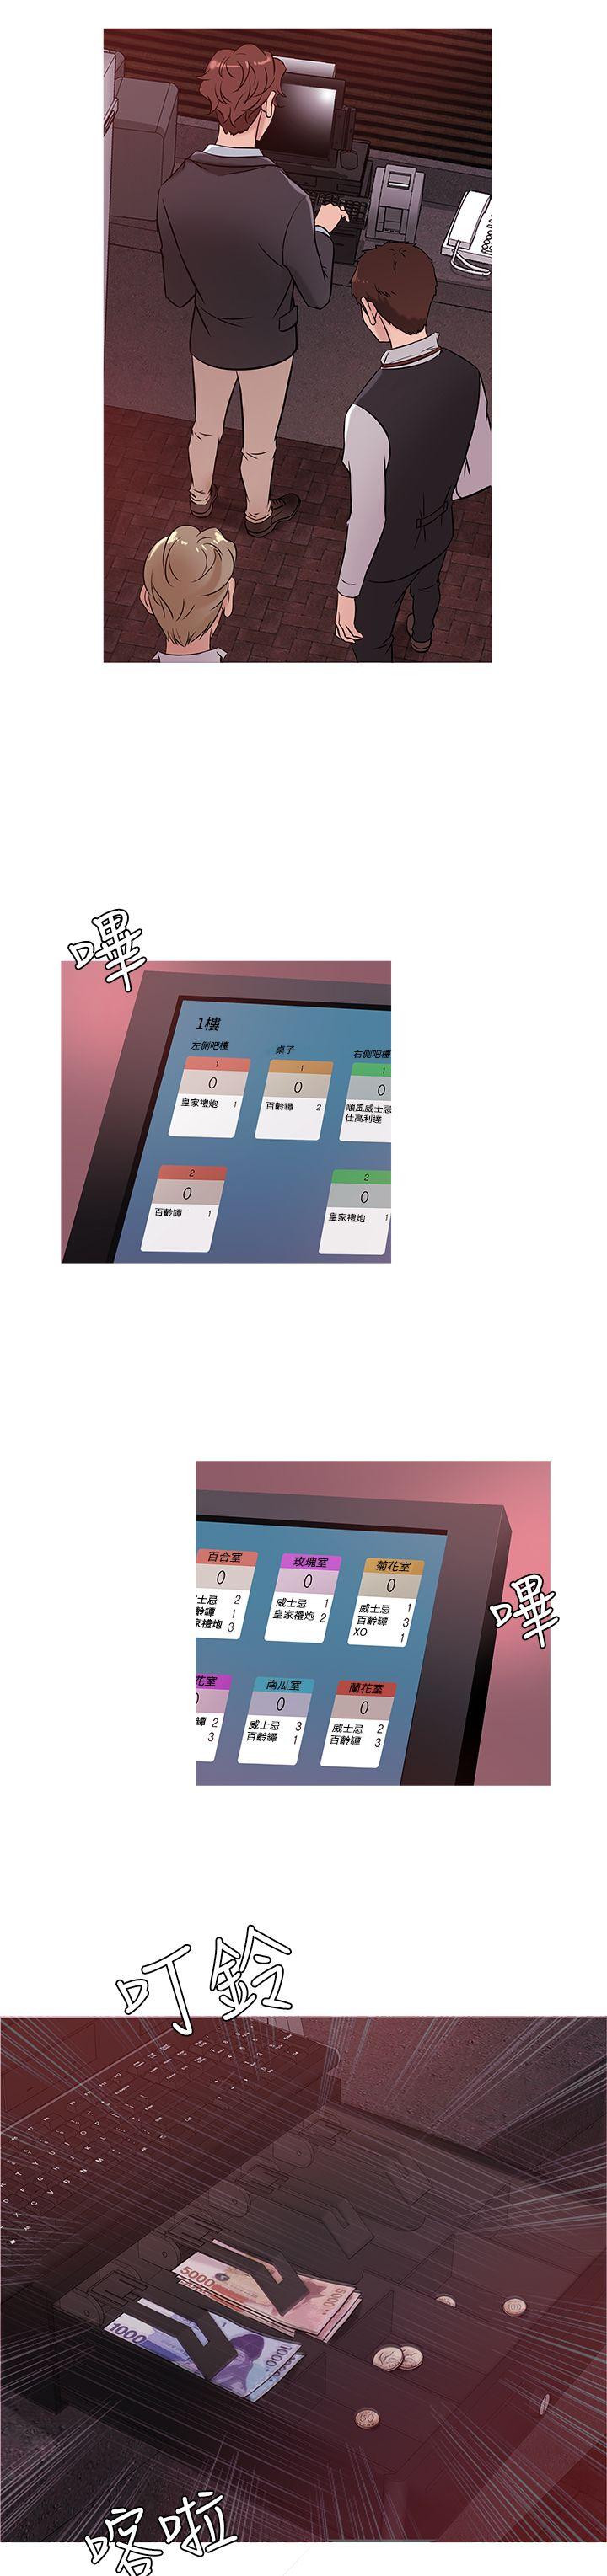 嗶
1樓
左側吧檯
桌子
右側吧檯
1
0
皇家禮炮 1
1
0
百齡罈 2
1
0
順風威士忌
仕高利達
2
0
百齡罈 1
2
0
皇家禮炮 1
百合室
0
威士忌 2
百齡罈 1
皇家禮炮 3
玫瑰室
0
威士忌 1
皇家禮炮 2
菊花室
0
威士忌 1
百齡罈 3
XO 1
嗶
花室
罈 2
3
南瓜室
0
威士忌 3
百齡罈 1
蘭花室
0
威士忌 2
百齡罈 3
叮鈴
5000
5000
1000
1000
100
50
喀啦